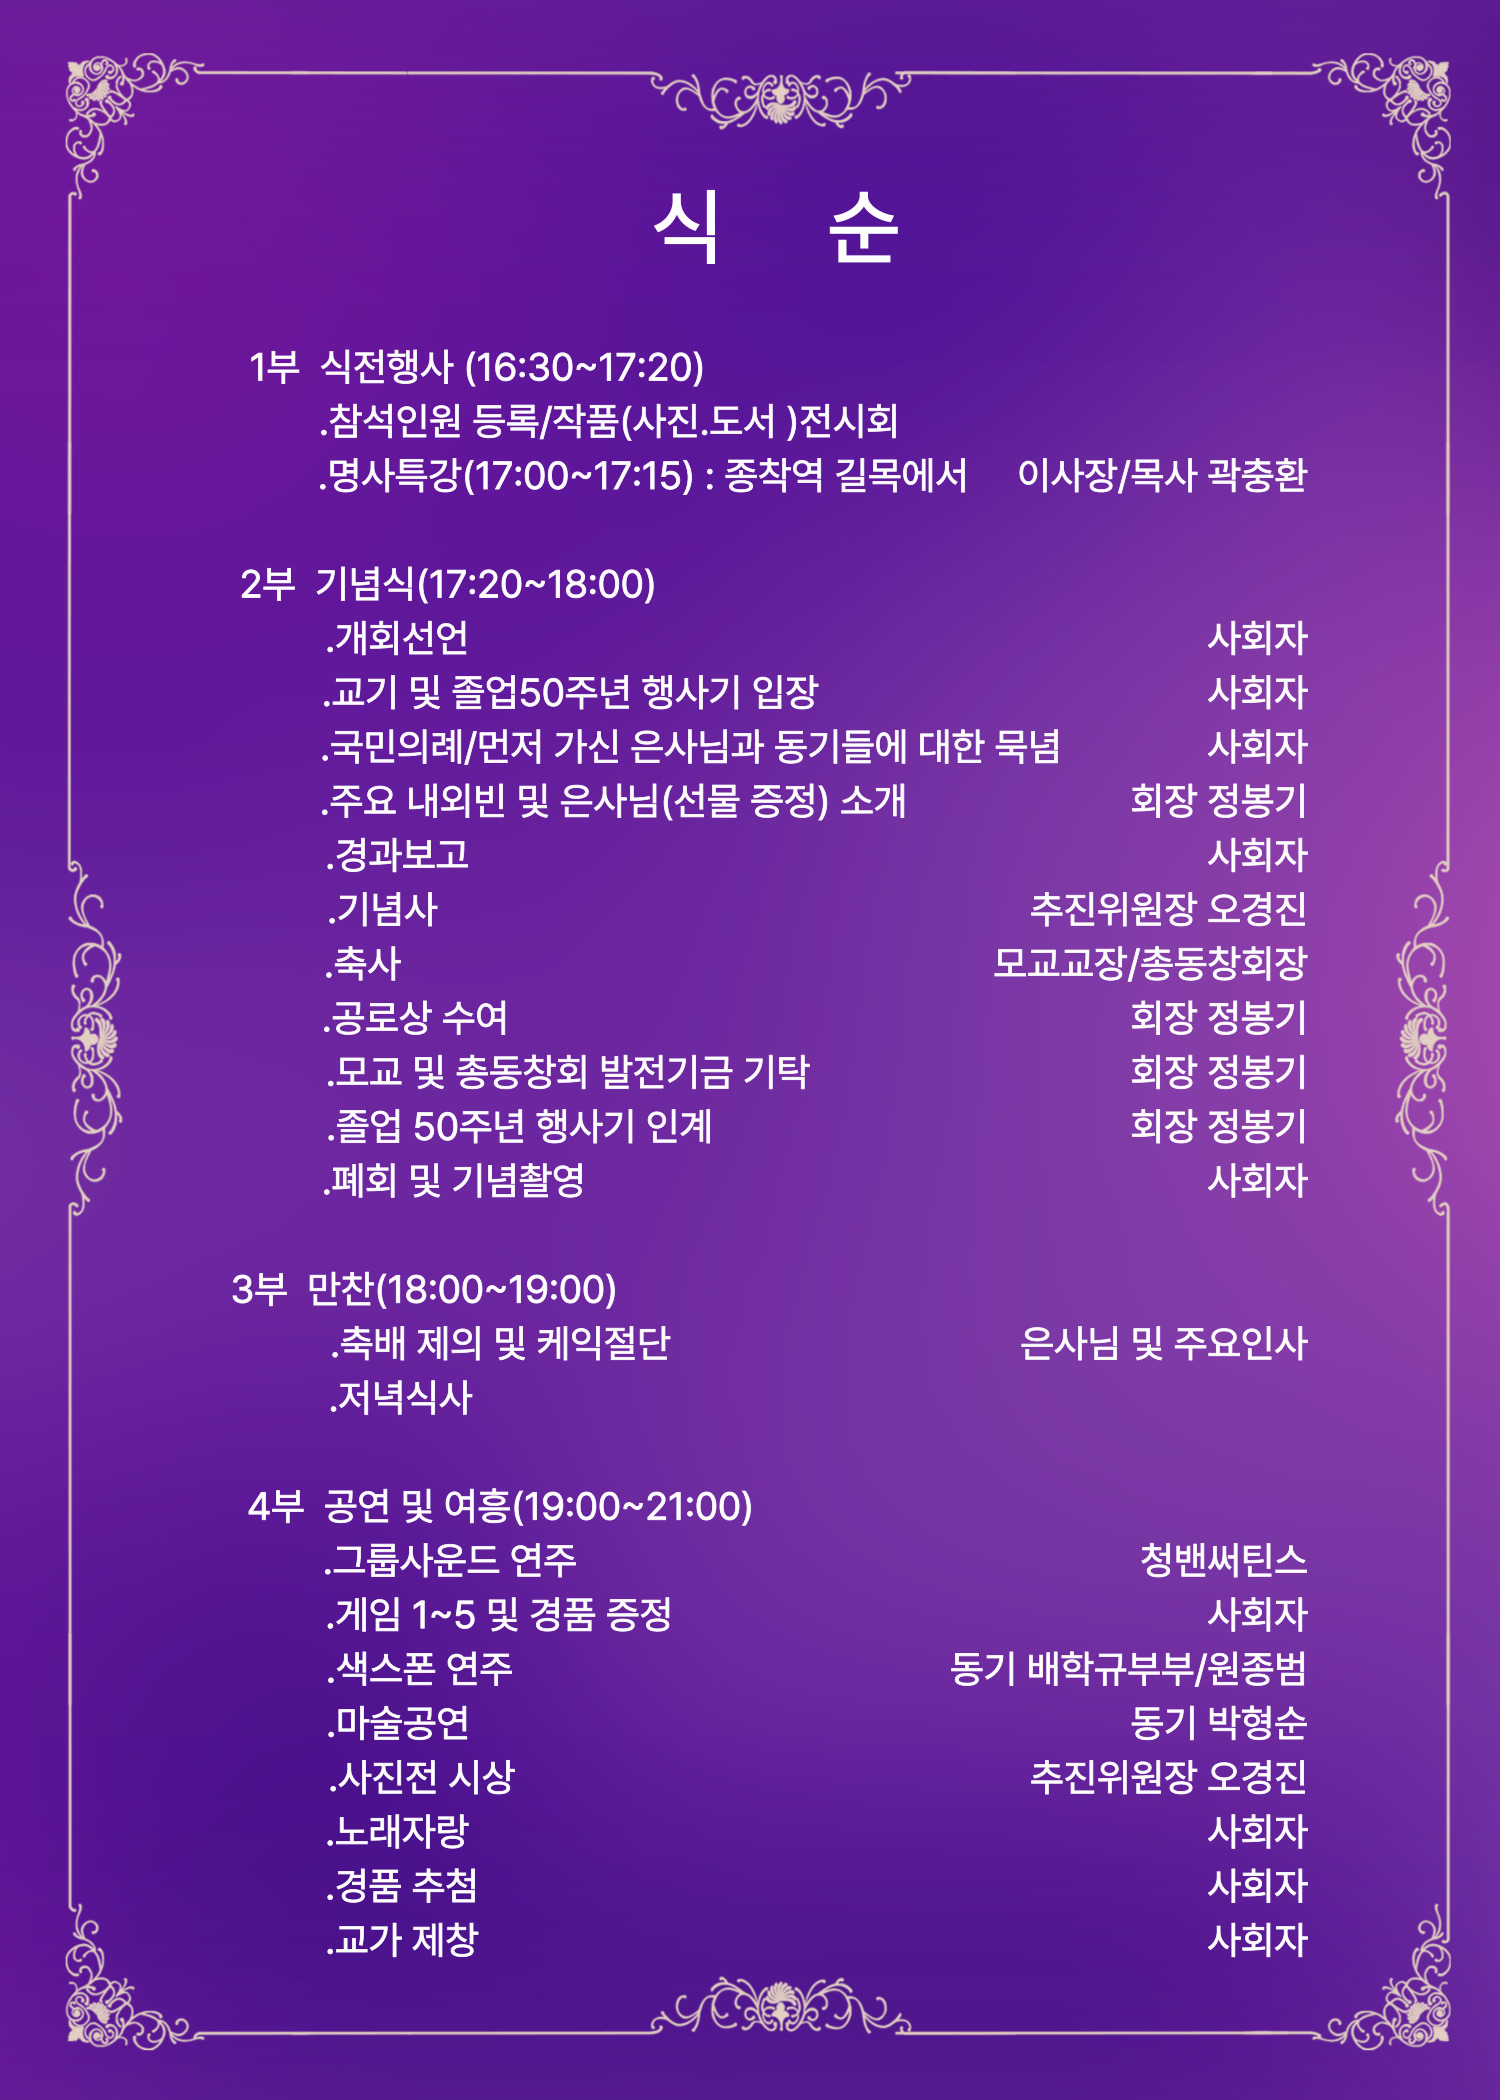 식 순
1부 식전행사 (16:30~17:20)
.참석인원 등록/작품(사진.도서 )전시회
.명사특강(17:00~17:15) : 종착역 길목에서 이사장/목사 곽충환
2부 기념식(17:20~18:00)
.개회선언 사회자
.교기 및 졸업50주년 행사기 입장 사회자
.국민의례/먼저 가신 은사님과 동기들에 대한 묵념 사회자
.주요 내외빈 및 은사님(선물 증정) 소개 회장 정봉기
.경과보고 사회자
.기념사 추진위원장 오경진
.축사 모교교장/총동창회장
.공로상 수여 회장 정봉기
.모교 및 총동창회 발전기금 기탁 회장 정봉기
.졸업 50주년 행사기 인계 회장 정봉기
.폐회 및 기념촬영 사회자
3부 만찬(18:00~19:00)
.축배 제의 및 케익절단 은사님 및 주요인사
.저녁식사
4부 공연 및 여흥(19:00~21:00)
.그룹사운드 연주 청밴써틴스
.게임 1~5 및 경품 증정 사회자
.색스폰 연주 동기 배학규부부/원종범
.마술공연 동기 박형순
.사진전 시상 추진위원장 오경진
.노래자랑 사회자
.경품 추첨 사회자
.교가 제창 사회자